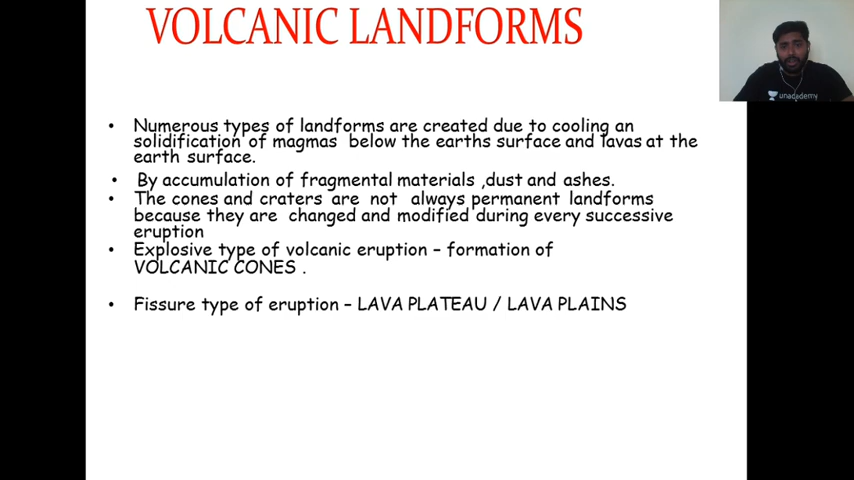 VOLCANIC LANDFORMS
unacademy
• Numerous types of landforms are created due to cooling an
solidification of magmas below the earths surface and lavas at the
earth surface.
• By accumulation of fragmental materials ,dust and ashes.
• The cones and craters are not always permanent landforms
because they are changed and modified during every successive
eruption
• Explosive type of volcanic eruption – formation of
VOLCANIC CONES .
• Fissure type of eruption – LAVA PLATEAU / LAVA PLAINS